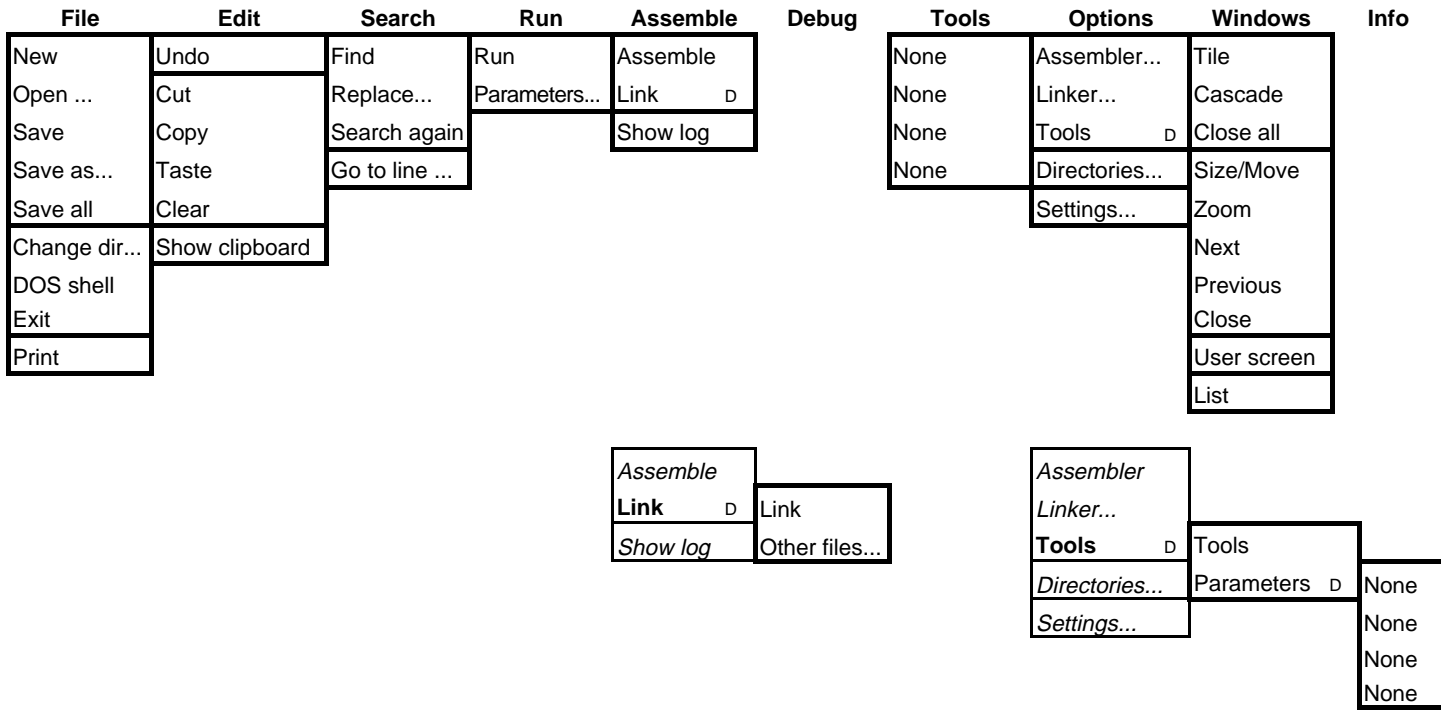 File Edit Search Run Assemble Debug Tools Options Windows Info
New Undo Find Run Assemble None Assembler... Tile
Open ... Cut Replace... Parameters... Link D None Linker... Cascade
Save Copy Search again Show log None Tools D Close all
Save as... Taste Go to line ... None Directories... Size/Move
Save all Clear Settings... Zoom
Change dir... Show clipboard Next
DOS shell Previous
Exit Close
Print User screen
List
Assemble Assembler
Link D Link Linker...
Show log Other files... Tools D Tools
Directories... Parameters D None
Settings... None
None
None